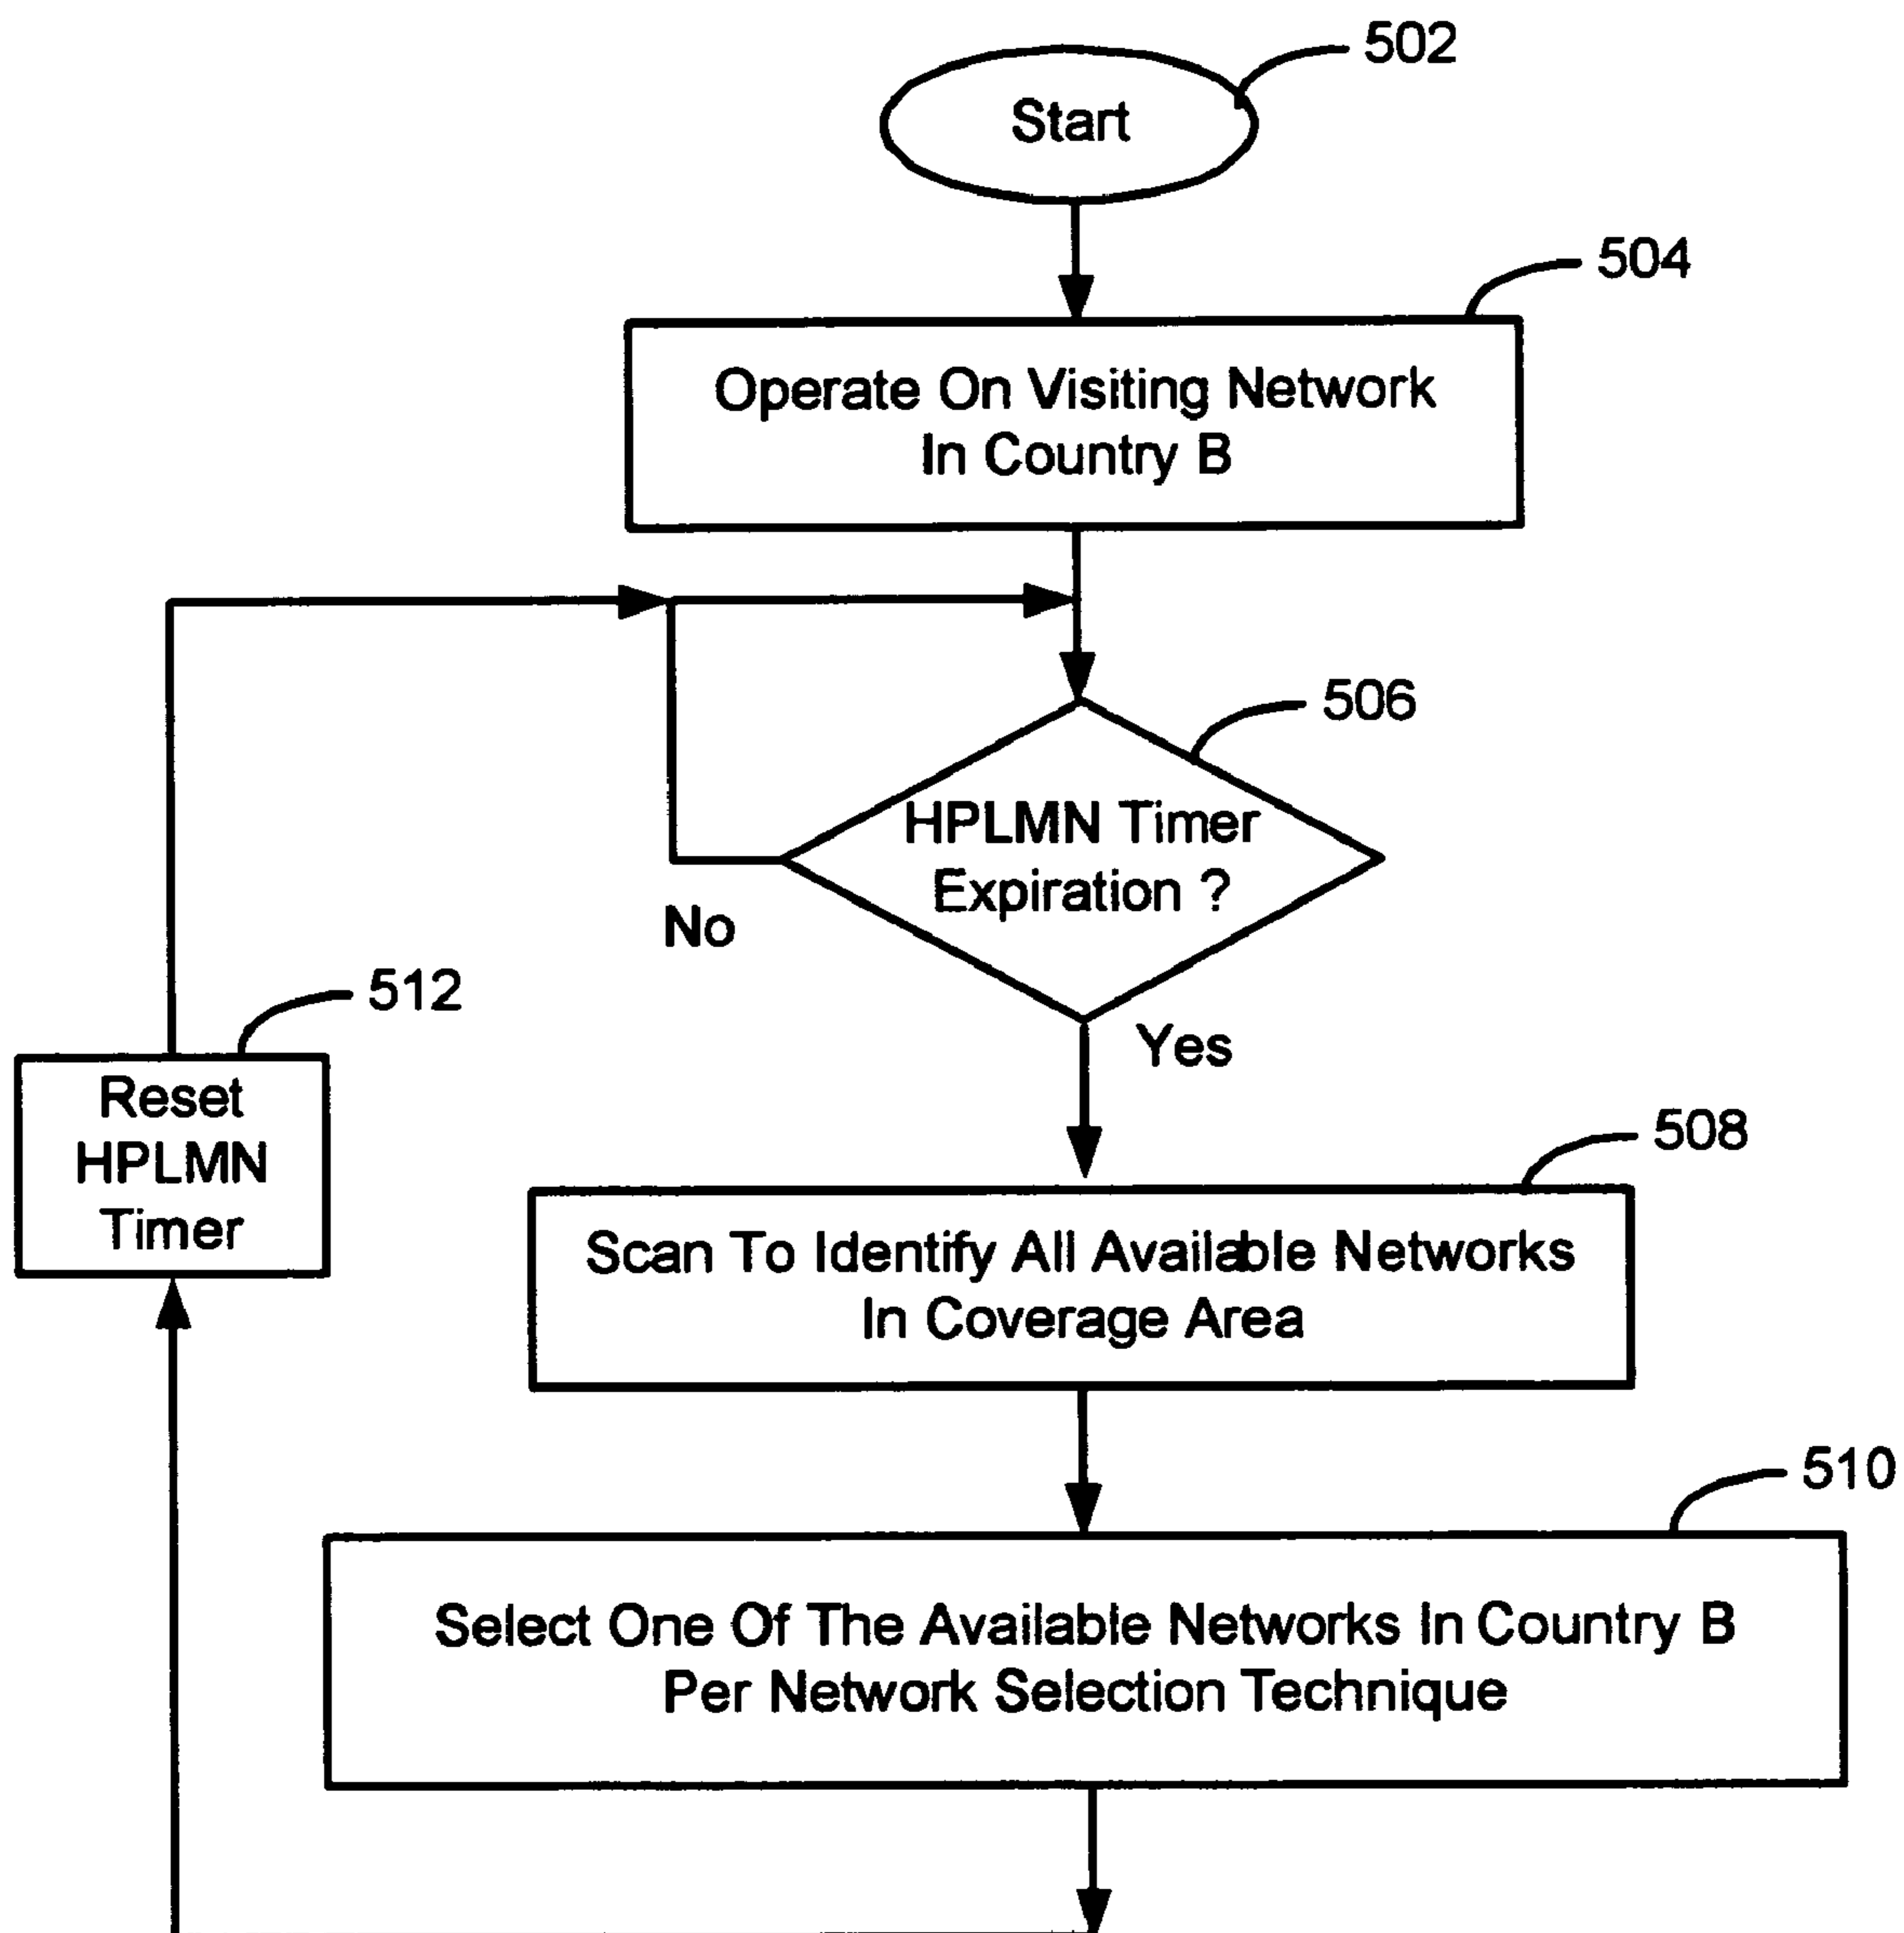 502
Start
504
Operate On Visiting Network
In Country B
506
HPLMN Timer
Expiration ?
No
Yes
512
Reset
HPLMN
Timer
508
Scan To Identify All Available Networks
In Coverage Area
510
Select One Of The Available Networks In Country B
Per Network Selection Technique